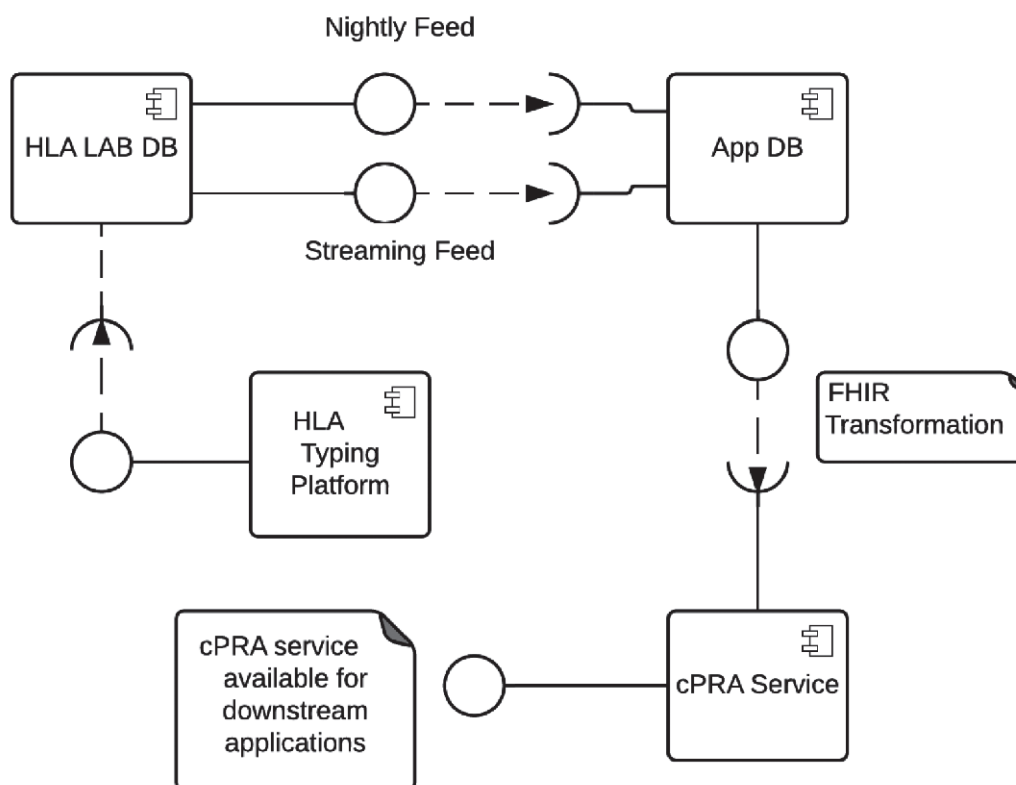 Nightly Feed
HLA LAB DB
App DB
Streaming Feed
HLA
Typing
Platform
FHIR
Transformation
cPRA service
available for
downstream
applications
cPRA Service